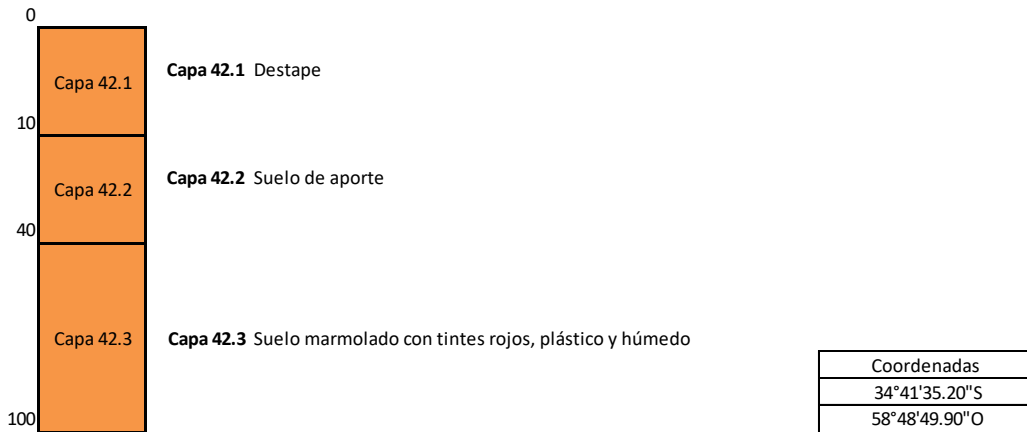 0
Capa 42.1
Capa 42.1 Destape
10
Capa 42.2
Capa 42.2 Suelo de aporte
40
Capa 42.3
Capa 42.3 Suelo marmolado con tintes rojos, plástico y húmedo
100
Coordenadas
34°41'35.20"S
58°48'49.90"O